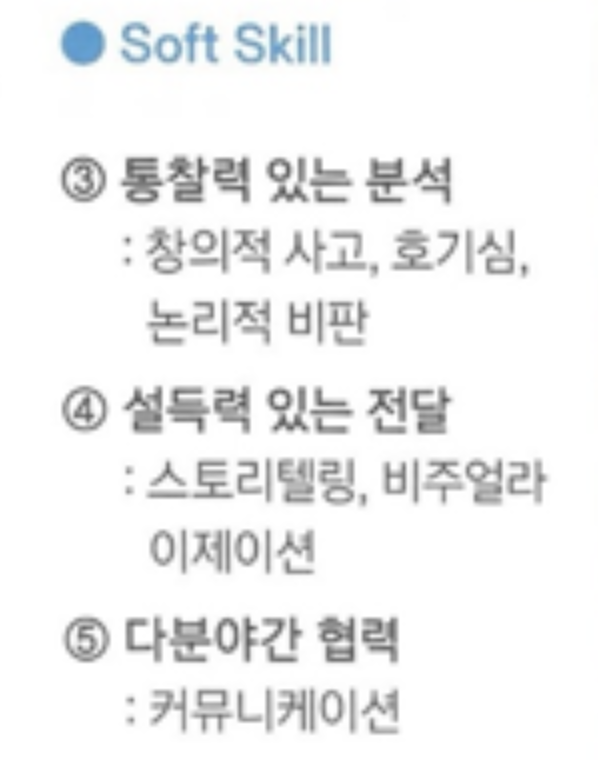 ● Soft Skill
③ 통찰력 있는 분석
: 창의적 사고, 호기심,
논리적 비판
④ 설득력 있는 전달
: 스토리텔링, 비주얼라
이제이션
⑤ 다분야간 협력
: 커뮤니케이션